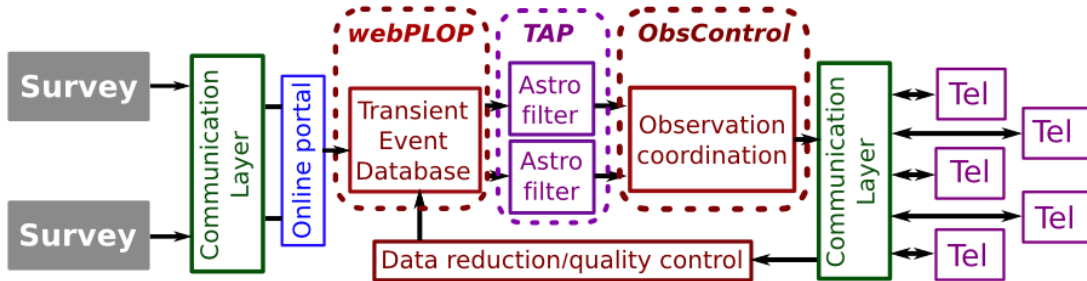 webPLOP
TAP
ObsControl
Survey
Survey
Communication
Layer
Online portal
Transient
Event
Database
Astro
filter
Astro
filter
Observation
coordination
Data reduction/quality control
Communication
Layer
Tel
Tel
Tel
Tel
Tel